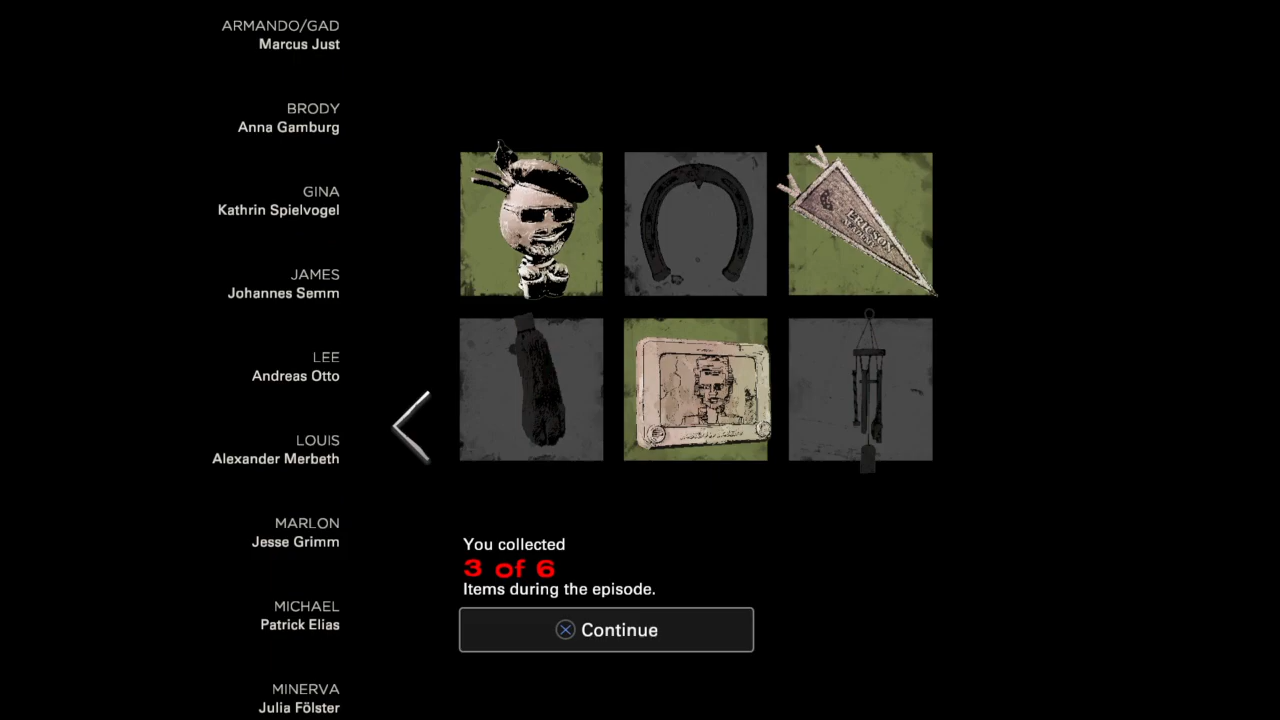 ARMANDO/GAD
Marcus Just
BRODY
Anna Gamburg
GINA
Kathrin Spielvogel
JAMES
Johannes Semm
LEE
Andreas Otto
LOUIS
Alexander Merbeth
MARLON
Jesse Grimm
MICHAEL
Patrick Elias
MINERVA
Julia Fölster
ERICSON
You collected
3 of 6
Items during the episode.
Continue